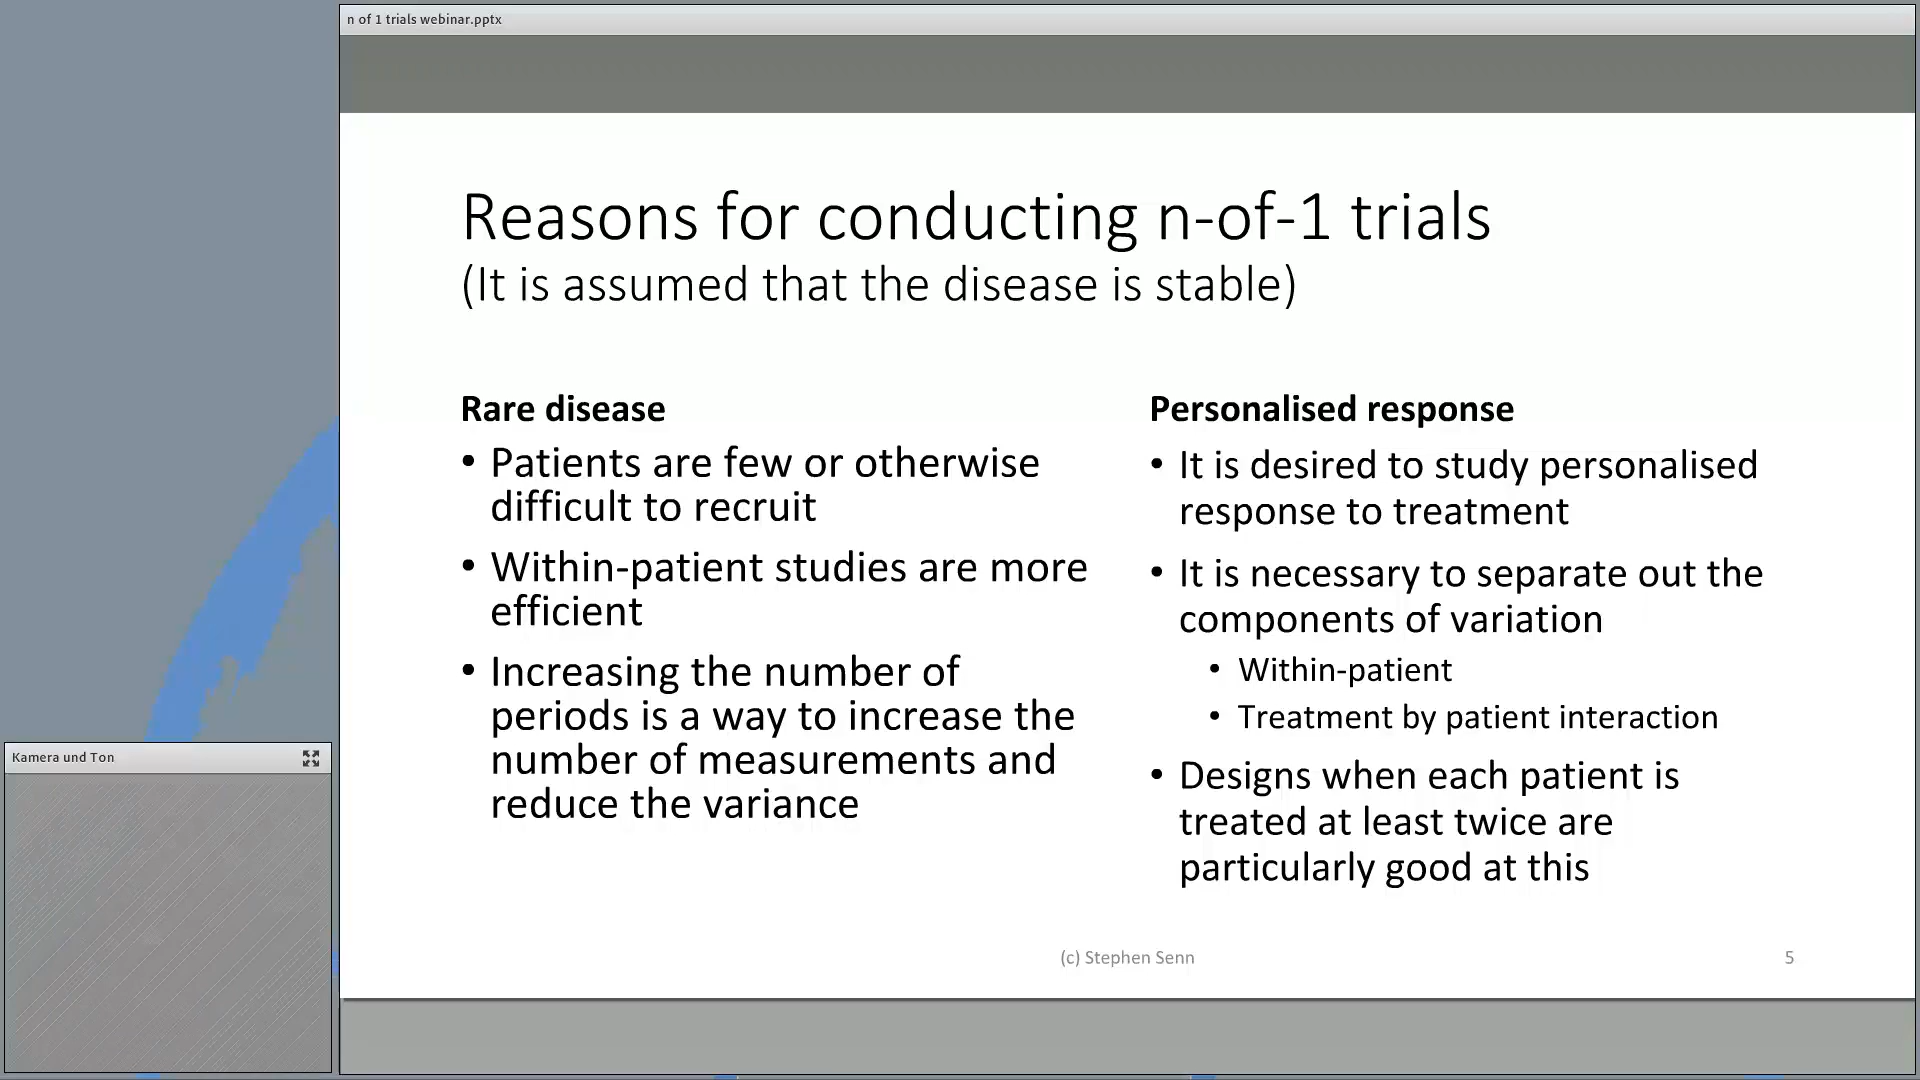 n of 1 trials webinar.pptx
Reasons for conducting n-of-1 trials
(It is assumed that the disease is stable)
Rare disease
• Patients are few or otherwise
difficult to recruit
• Within-patient studies are more
efficient
• Increasing the number of
periods is a way to increase the
number of measurements and
reduce the variance
Personalised response
• It is desired to study personalised
response to treatment
• It is necessary to separate out the
components of variation
• Within-patient
• Treatment by patient interaction
• Designs when each patient is
treated at least twice are
particularly good at this
(c) Stephen Senn
5
Kamera und Ton